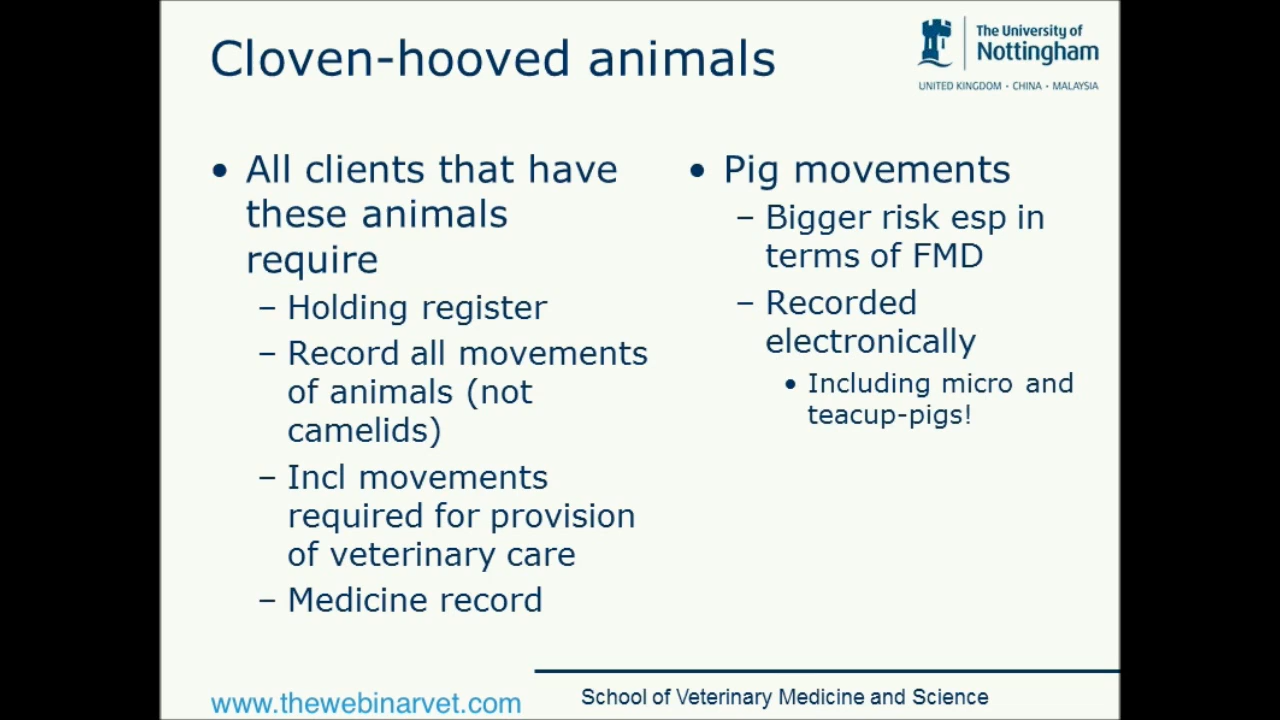 Cloven-hooved animals
The University of
Nottingham
UNITED KINGDOM · CHINA · MALAYSIA
• All clients that have
these animals
require
– Holding register
– Record all movements
of animals (not
camelids)
– Incl movements
required for provision
of veterinary care
– Medicine record
• Pig movements
– Bigger risk esp in
terms of FMD
– Recorded
electronically
• Including micro and
teacup-pigs!
www.thewebinarvet.com
School of Veterinary Medicine and Science